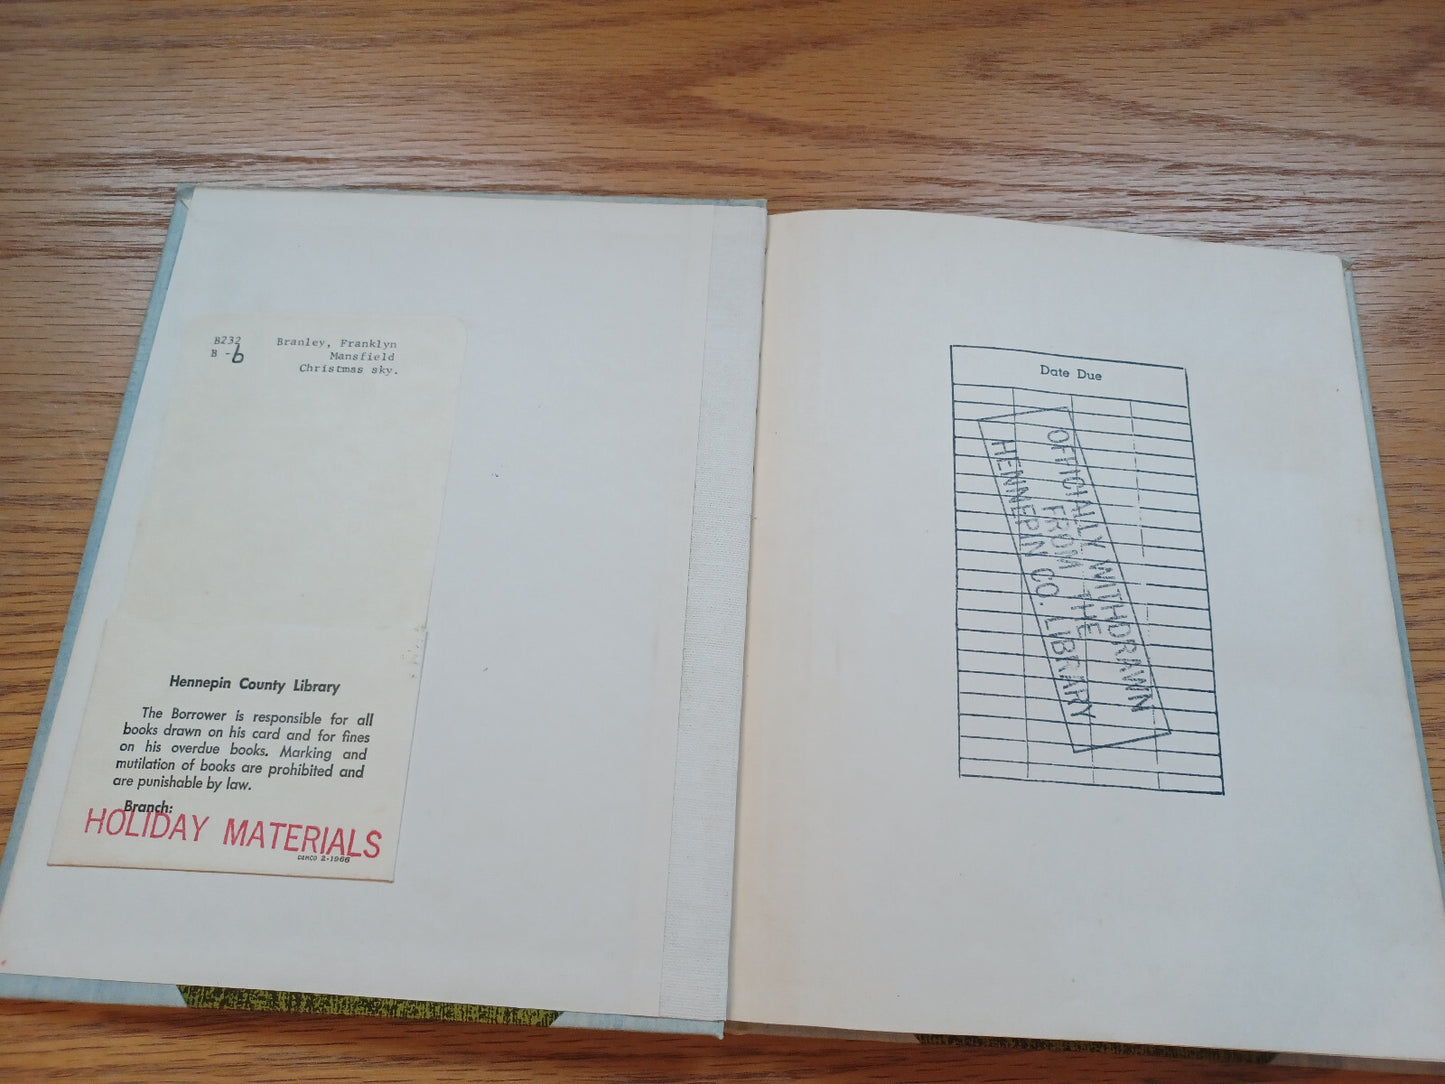 B232 Branley, Franklyn
B -b Mansfield
Christmas sky.
Hennepin County Library
The Borrower is responsible for all
books drawn on his card and for fines
on his overdue books. Marking and
mutilation of books are prohibited and
are punishable by law.
Branch:
HOLIDAY MATERIALS
DEMCO 2-1966
Date Due
OFFICIALLY WITHDRAWN
FROM THE
HENNEPIN CO. LIBRARY